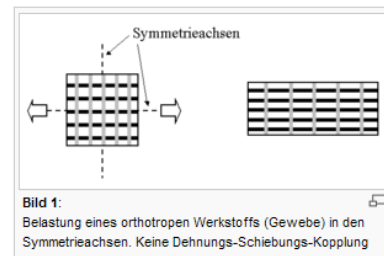 Symmetrieachsen
Bild 1:
Belastung eines orthotropen Werkstoffs (Gewebe) in den
Symmetrieachsen. Keine Dehnungs-Schiebungs-Kopplung